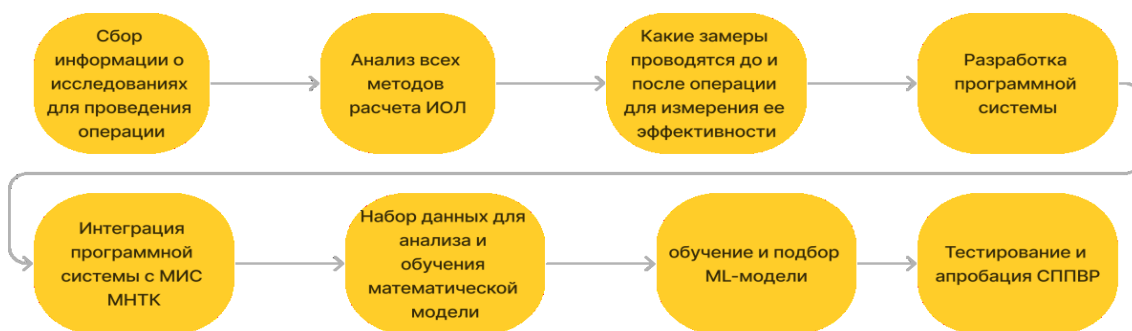 Сбор
информации о
исследованиях
для проведения
операции
Анализ всех
методов
расчета ИОЛ
Какие замеры
проводятся до и
после операции
для измерения ее
эффективности
Разработка
программной
системы
Интеграция
программной
системы с МИС
МНТК
Набор данных для
анализа и
обучения
математической
модели
обучение и подбор
ML-модели
Тестирование и
апробация СППВР